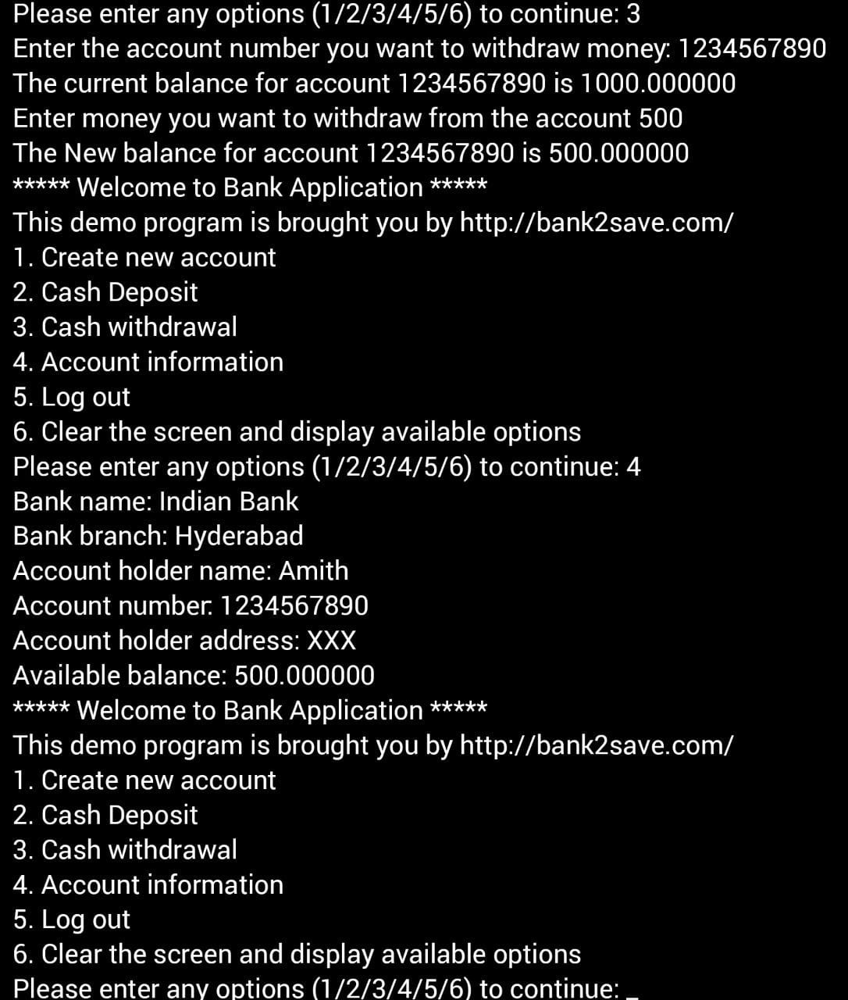 Please enter any options (1/2/3/4/5/6) to continue: 3
Enter the account number you want to withdraw money: 1234567890
The current balance for account 1234567890 is 1000.000000
Enter money you want to withdraw from the account 500
The New balance for account 1234567890 is 500.000000
***** Welcome to Bank Application *****
This demo program is brought you by http://bank2save.com/
1. Create new account
2. Cash Deposit
3. Cash withdrawal
4. Account information
5. Log out
6. Clear the screen and display available options
Please enter any options (1/2/3/4/5/6) to continue: 4
Bank name: Indian Bank
Bank branch: Hyderabad
Account holder name: Amith
Account number: 1234567890
Account holder address: XXX
Available balance: 500.000000
***** Welcome to Bank Application *****
This demo program is brought you by http://bank2save.com/
1. Create new account
2. Cash Deposit
3. Cash withdrawal
4. Account information
5. Log out
6. Clear the screen and display available options
Please enter any options (1/2/3/4/5/6) to continue: _